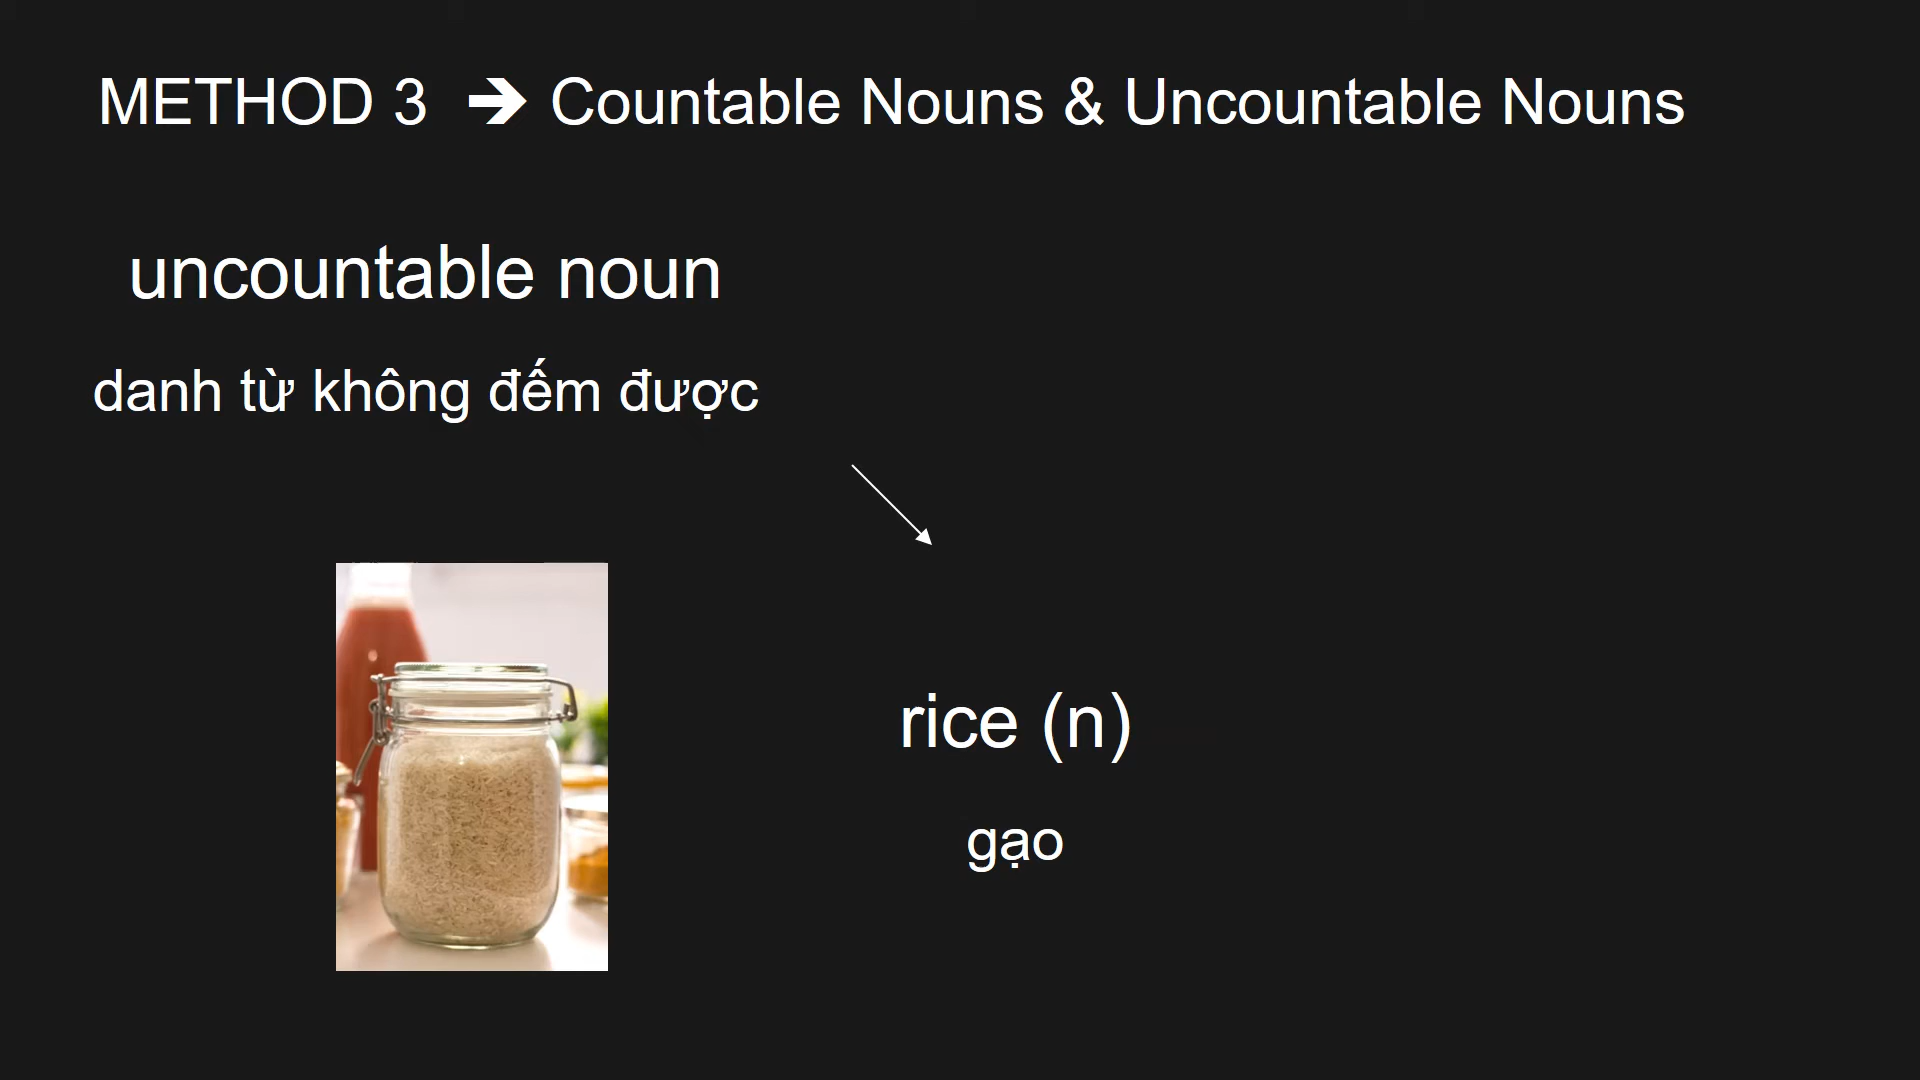 METHOD 3 🡺 Countable Nouns & Uncountable Nouns
uncountable noun
danh từ không đếm được
rice (n)
gạo